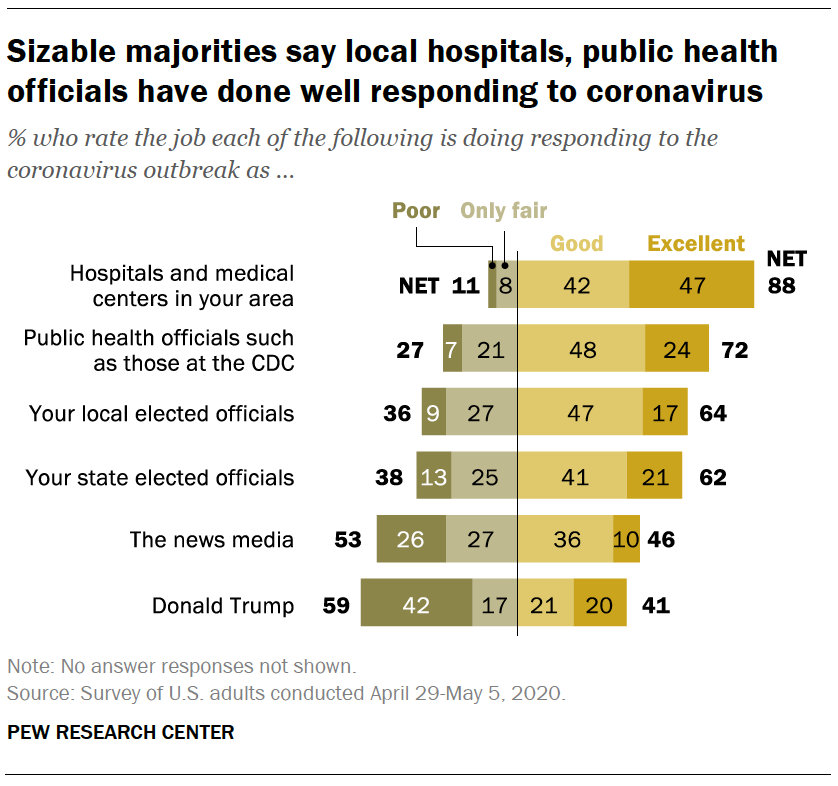 Sizable majorities say local hospitals, public health
officials have done well responding to coronavirus
% who rate the job each of the following is doing responding to the
coronavirus outbreak as ...
Poor Only fair
Good Excellent
Hospitals and medical
centers in your area
NET 11 8 42 47 NET
88
Public health officials such
as those at the CDC
27 7 21 48 24 72
Your local elected officials 36 9 27 47 17 64
Your state elected officials 38 13 25 41 21 62
The news media 53 26 27 36 10 46
Donald Trump 59 42 17 21 20 41
Note: No answer responses not shown.
Source: Survey of U.S. adults conducted April 29-May 5, 2020.
PEW RESEARCH CENTER